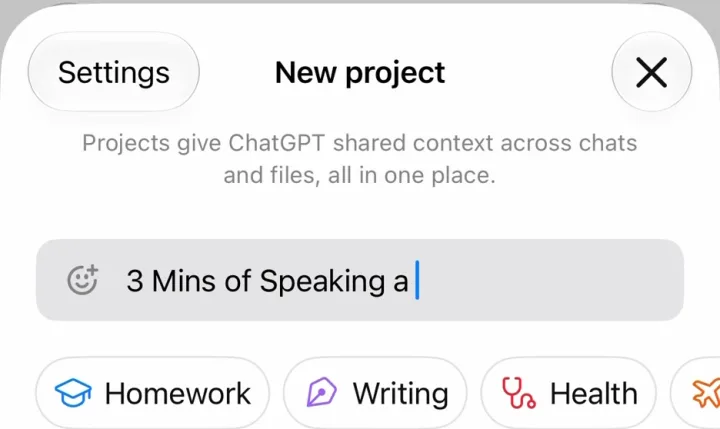 Settings
New project
Projects give ChatGPT shared context across chats
and files, all in one place.
3 Mins of Speaking a
Homework
Writing
Health